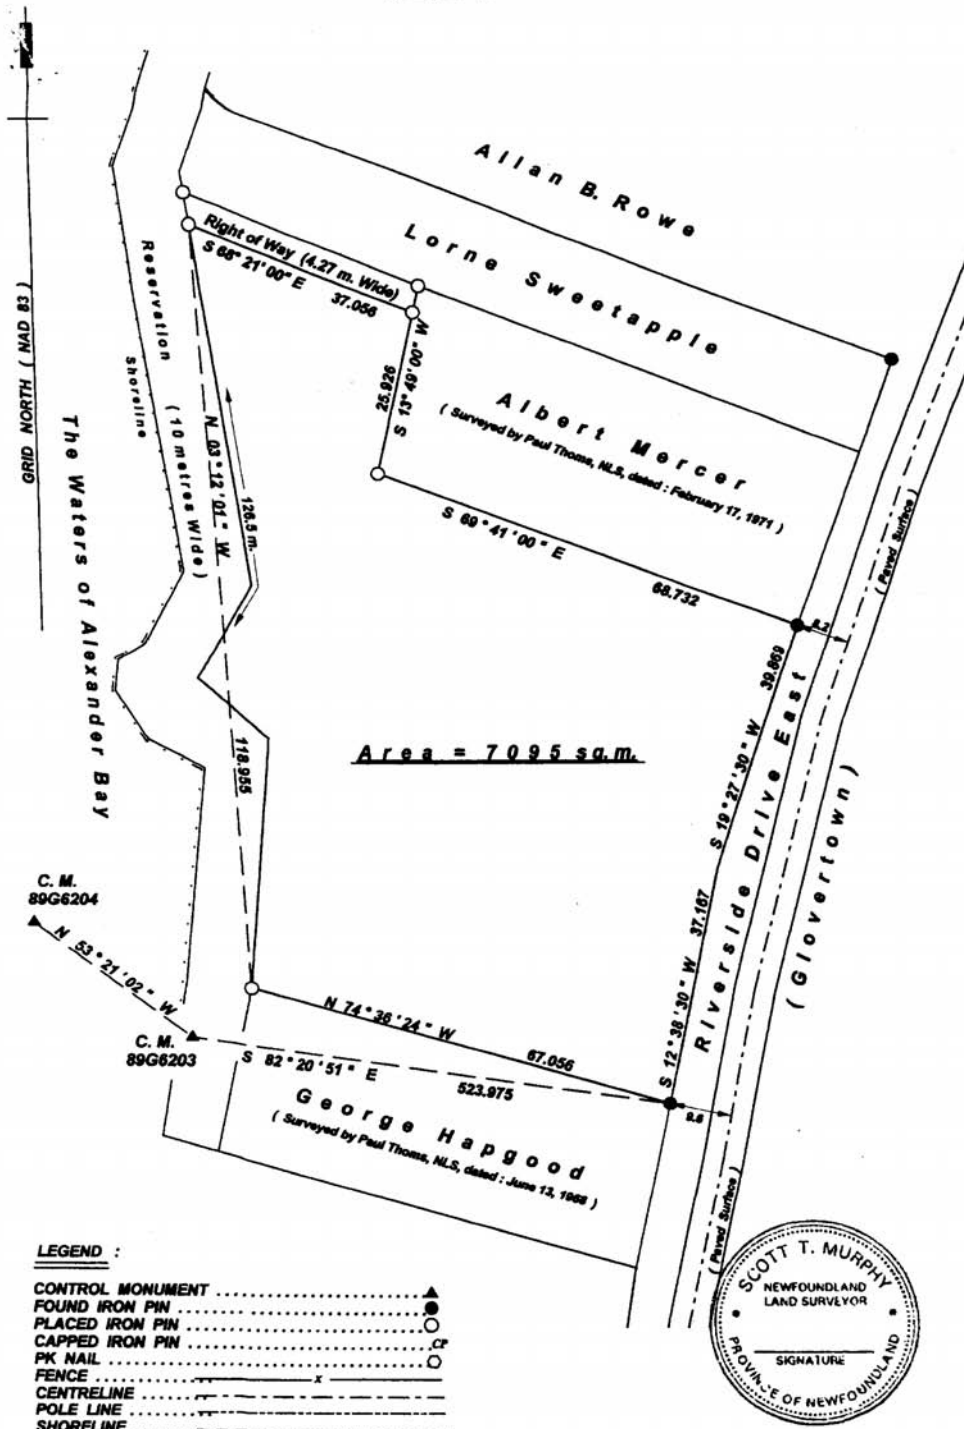 Allan B. Rowe
Lorne Sweetapple
Right of Way (4.27 m. Wide)
S 68° 21' 00" E 37.056
25.926
S 13° 49' 00" W
Albert Mercer
( Surveyed by Paul Thoms, NLS, dated : February 17, 1971 )
S 69° 41' 00" E 68.732
GRID NORTH ( NAD 83 )
Reservation ( 10 metres Wide )
Shoreline
The Waters of Alexander Bay
N 03° 12' 01" W
126.5 m.
118.955
( Paved Surface )
8.2
S 19° 27' 30" W 39.869
Area = 7095 sq.m.
Riverside Drive East
( Glovertown )
S 12° 38' 30" W 37.167
C. M.
89G6204
N 53° 21' 02" W
C. M.
89G6203
N 74° 36' 24" W 67.056
S 82° 20' 51" E 523.975
9.6
George Hapgood
( Surveyed by Paul Thoms, NLS, dated : June 13, 1968 )
( Paved Surface )
LEGEND :
CONTROL MONUMENT
FOUND IRON PIN
PLACED IRON PIN
CAPPED IRON PIN CP
PK NAIL
FENCE x
CENTRELINE
POLE LINE
SHORELINE
SCOTT T. MURPHY
NEWFOUNDLAND
LAND SURVEYOR
SIGNATURE
PROVINCE OF NEWFOUNDLAND